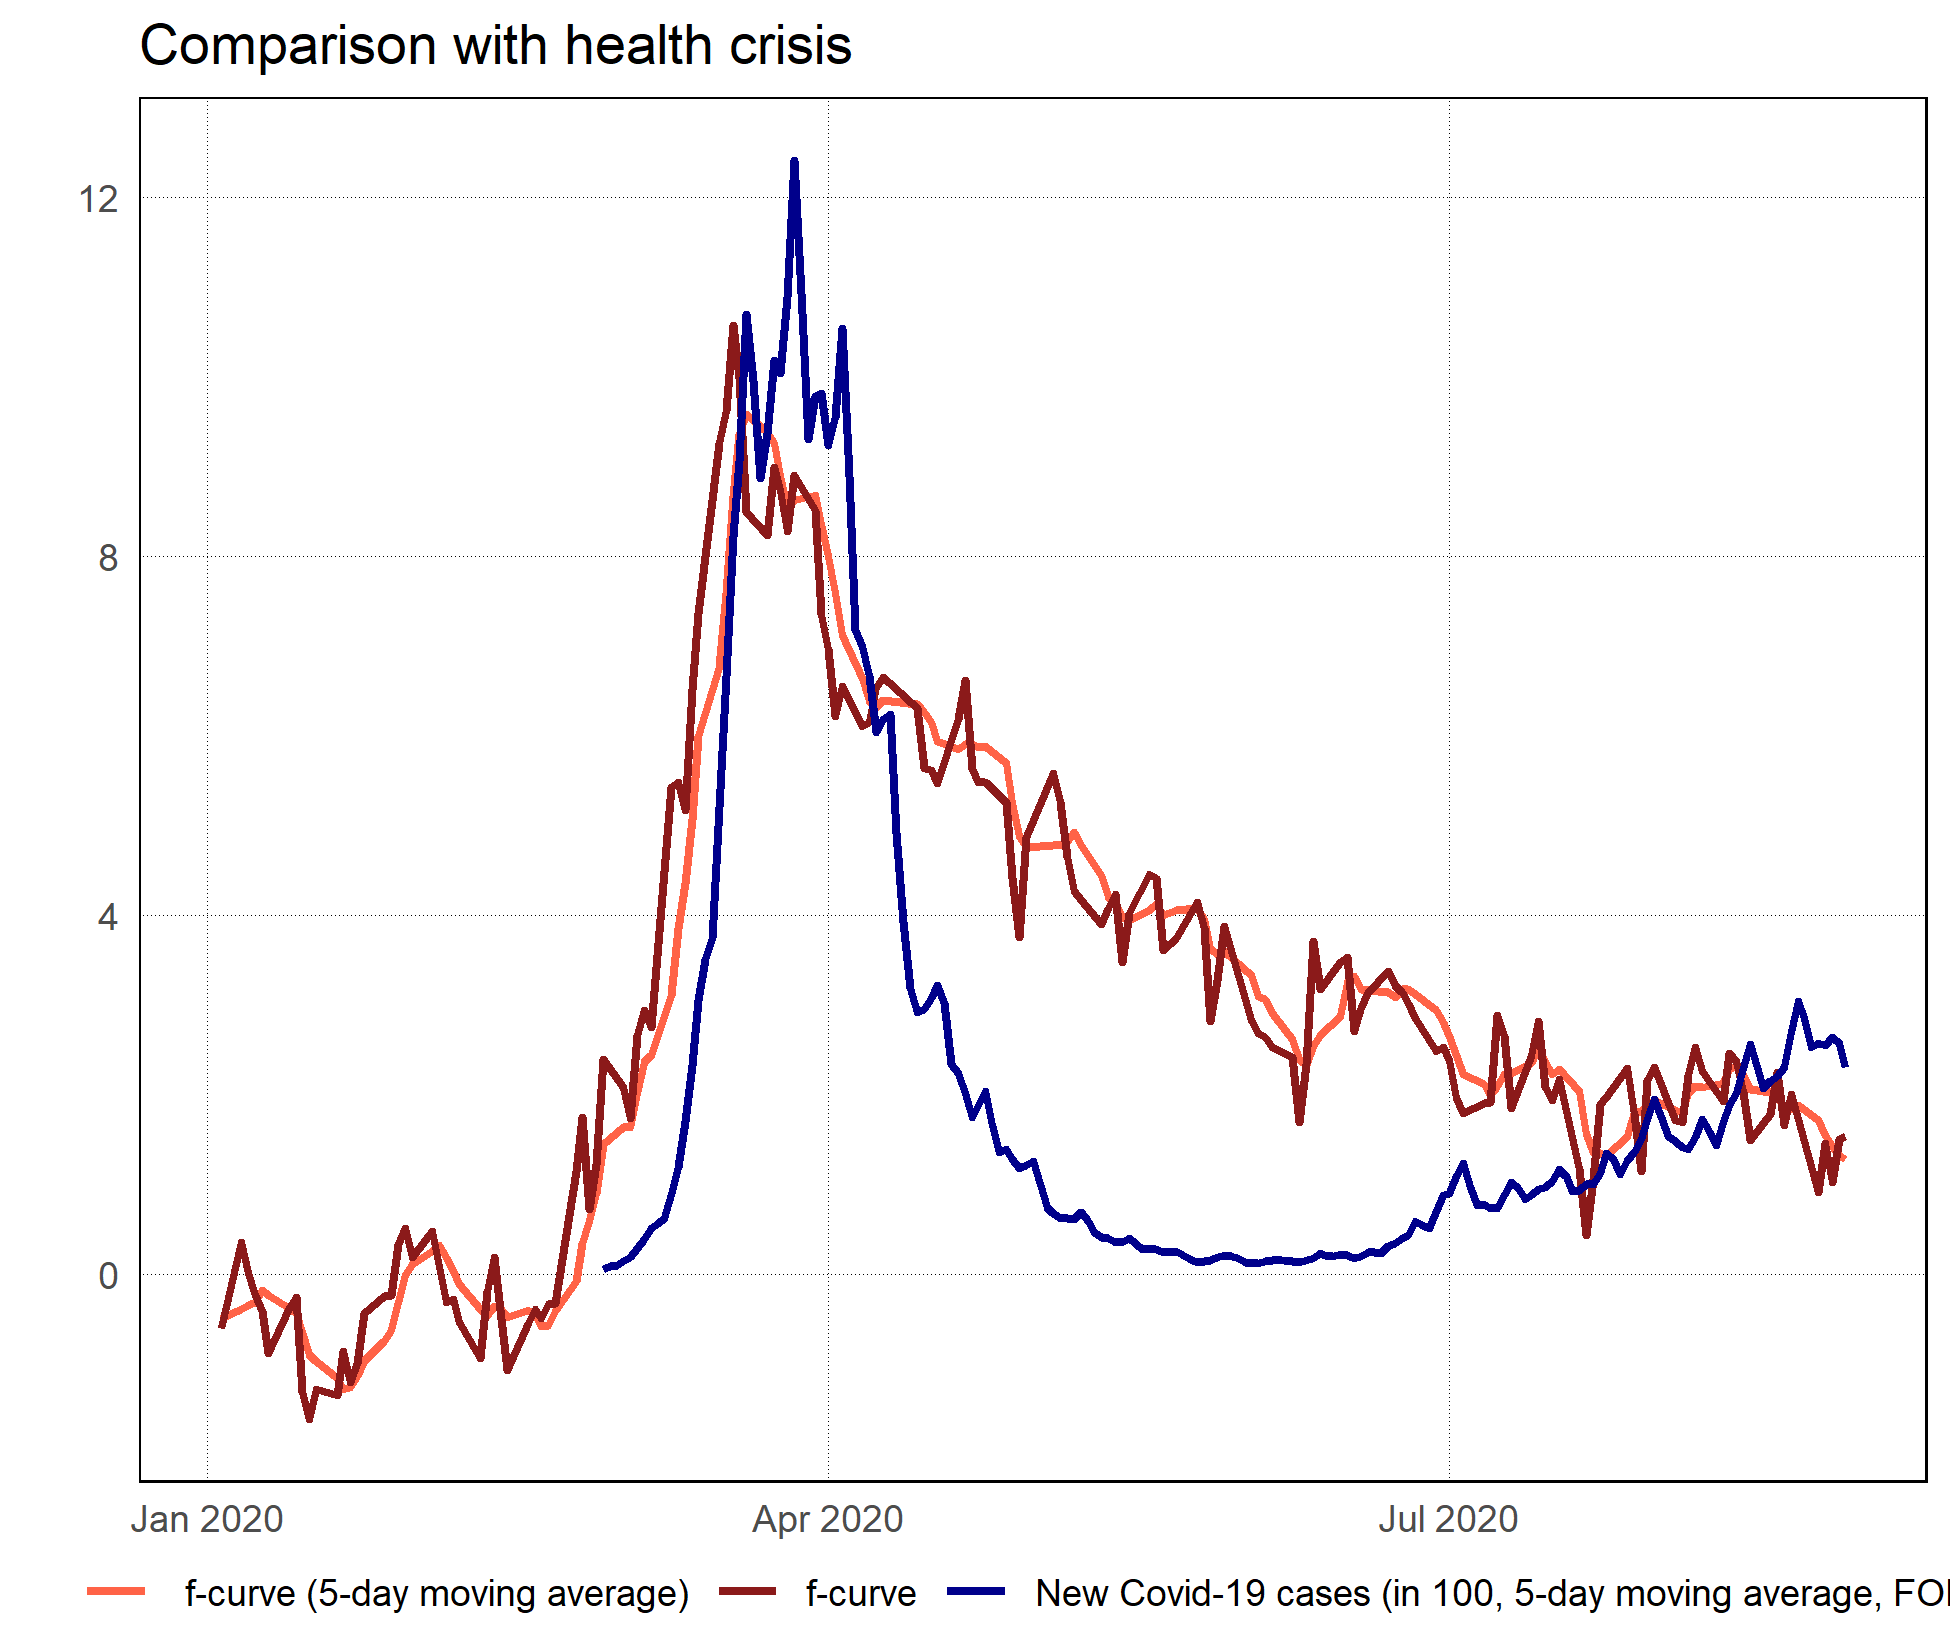 Comparison with health crisis
12
8
4
0
Jan 2020 Apr 2020 Jul 2020
f-curve (5-day moving average) f-curve New Covid-19 cases (in 100, 5-day moving average,